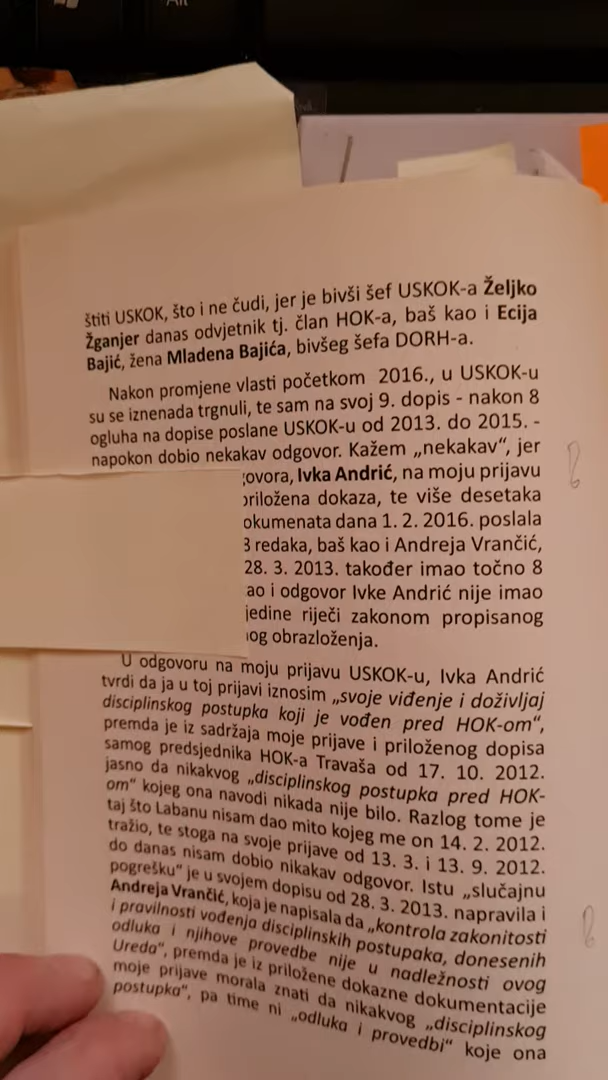 štiti USKOK, što i ne čudi, jer je bivši šef USKOK-a Željko
Žganjer danas odvjetnik tj. član HOK-a, baš kao i Ecija
Bajić, žena Mladena Bajića, bivšeg šefa DORH-a.
Nakon promjene vlasti početkom 2016., u USKOK-u
su se iznenada trgnuli, te sam na svoj 9. dopis - nakon 8
ogluha na dopise poslane USKOK-u od 2013. do 2015. -
napokon dobio nekakav odgovor. Kažem „nekakav“, jer
govora, Ivka Andrić, na moju prijavu
priložena dokaza, te više desetaka
okumenata dana 1. 2. 2016. poslala
8 redaka, baš kao i Andreja Vrančić,
28. 3. 2013. također imao točno 8
ao i odgovor Ivke Andrić nije imao
jedine riječi zakonom propisanog
nog obrazloženja.
U odgovoru na moju prijavu USKOK-u, Ivka Andrić
tvrdi da ja u toj prijavi iznosim „svoje viđenje i doživljaj
disciplinskog postupka koji je vođen pred HOK-om“,
premda je iz sadržaja moje prijave i priloženog dopisa
samog predsjednika HOK-a Travaša od 17. 10. 2012.
jasno da nikakvog „disciplinskog postupka pred HOK-
om“ kojeg ona navodi nikada nije bilo. Razlog tome je
taj što Labanu nisam dao mito kojeg me on 14. 2. 2012.
tražio, te stoga na svoje prijave od 13. 3. i 13. 9. 2012.
do danas nisam dobio nikakav odgovor. Istu „slučajnu
pogrešku“ je u svojem dopisu od 28. 3. 2013. napravila i
Andreja Vrančić, koja je napisala da „kontrola zakonitosti
i pravilnosti vođenja disciplinskih postupaka, donesenih
odluka i njihove provedbe nije u nadležnosti ovog
Ureda“, premda je iz priložene dokazne dokumentacije
moje prijave morala znati da nikakvog „disciplinskog
postupka“, pa time ni „odluka i provedbi“ koje ona